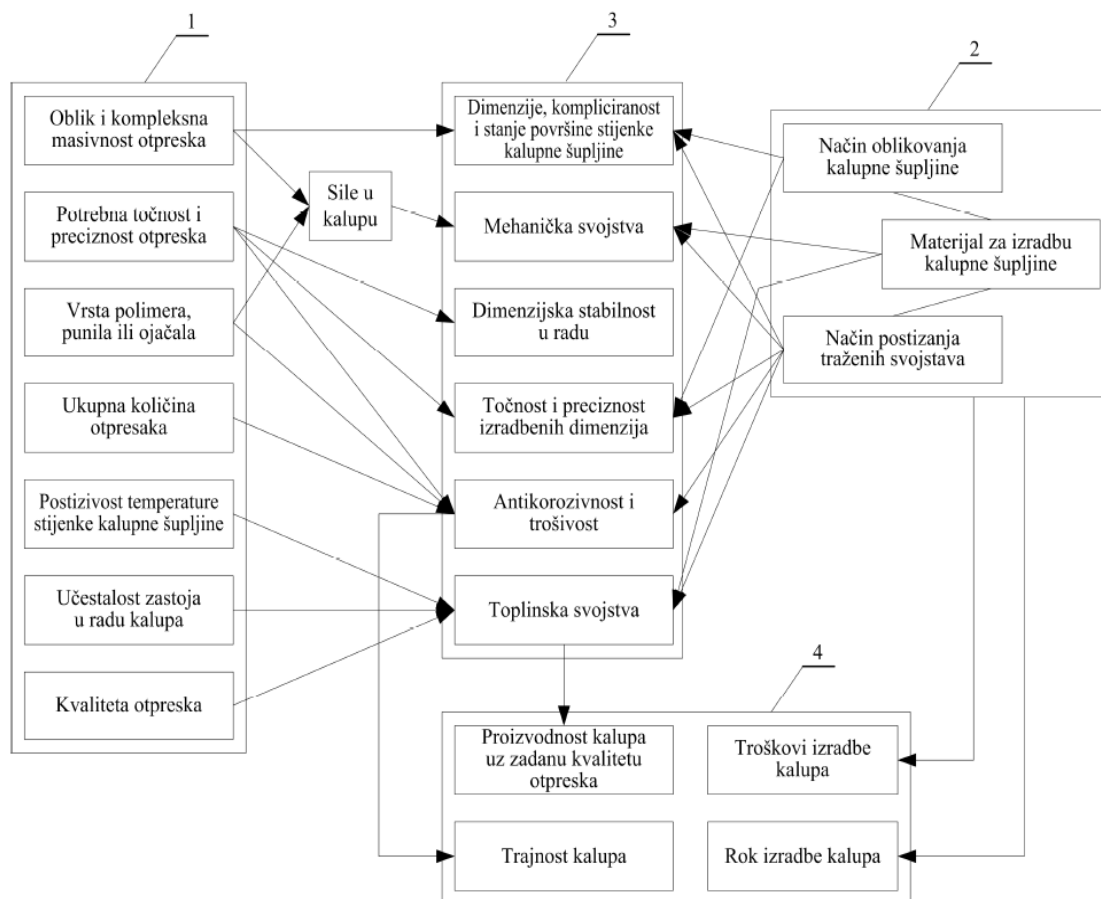 1
Oblik i kompleksna
masivnost otpreska
Potrebna točnost i
preciznost otpreska
Vrsta polimera,
punila ili ojačala
Ukupna količina
otpresaka
Postizivost temperature
stijenke kalupne šupljine
Učestalost zastoja
u radu kalupa
Kvaliteta otpreska
Sile u
kalupu
3
Dimenzije, kompliciranost
i stanje površine stijenke
kalupne šupljine
Mehanička svojstva
Dimenzijska stabilnost
u radu
Točnost i preciznost
izradbenih dimenzija
Antikorozivnost i
trošivost
Toplinska svojstva
2
Način oblikovanja
kalupne šupljine
Materijal za izradbu
kalupne šupljine
Način postizanja
traženih svojstava
4
Proizvodnost kalupa
uz zadanu kvalitetu
otpreska
Troškovi izradbe
kalupa
Trajnost kalupa
Rok izradbe kalupa